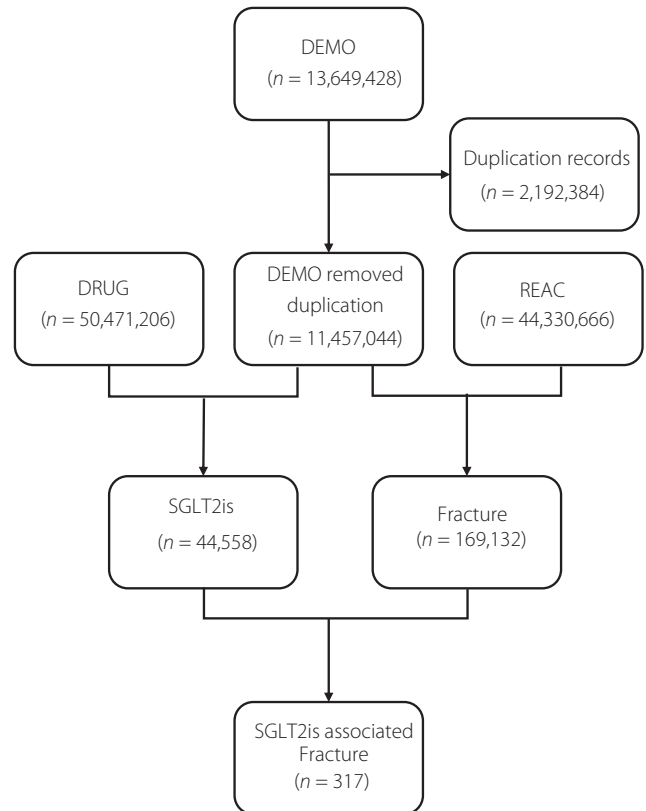 DEMO
(n = 13,649,428)
Duplication records
(n = 2,192,384)
DRUG
(n = 50,471,206)
DEMO removed
duplication
(n = 11,457,044)
REAC
(n = 44,330,666)
SGLT2is
(n = 44,558)
Fracture
(n = 169,132)
SGLT2is associated
Fracture
(n = 317)